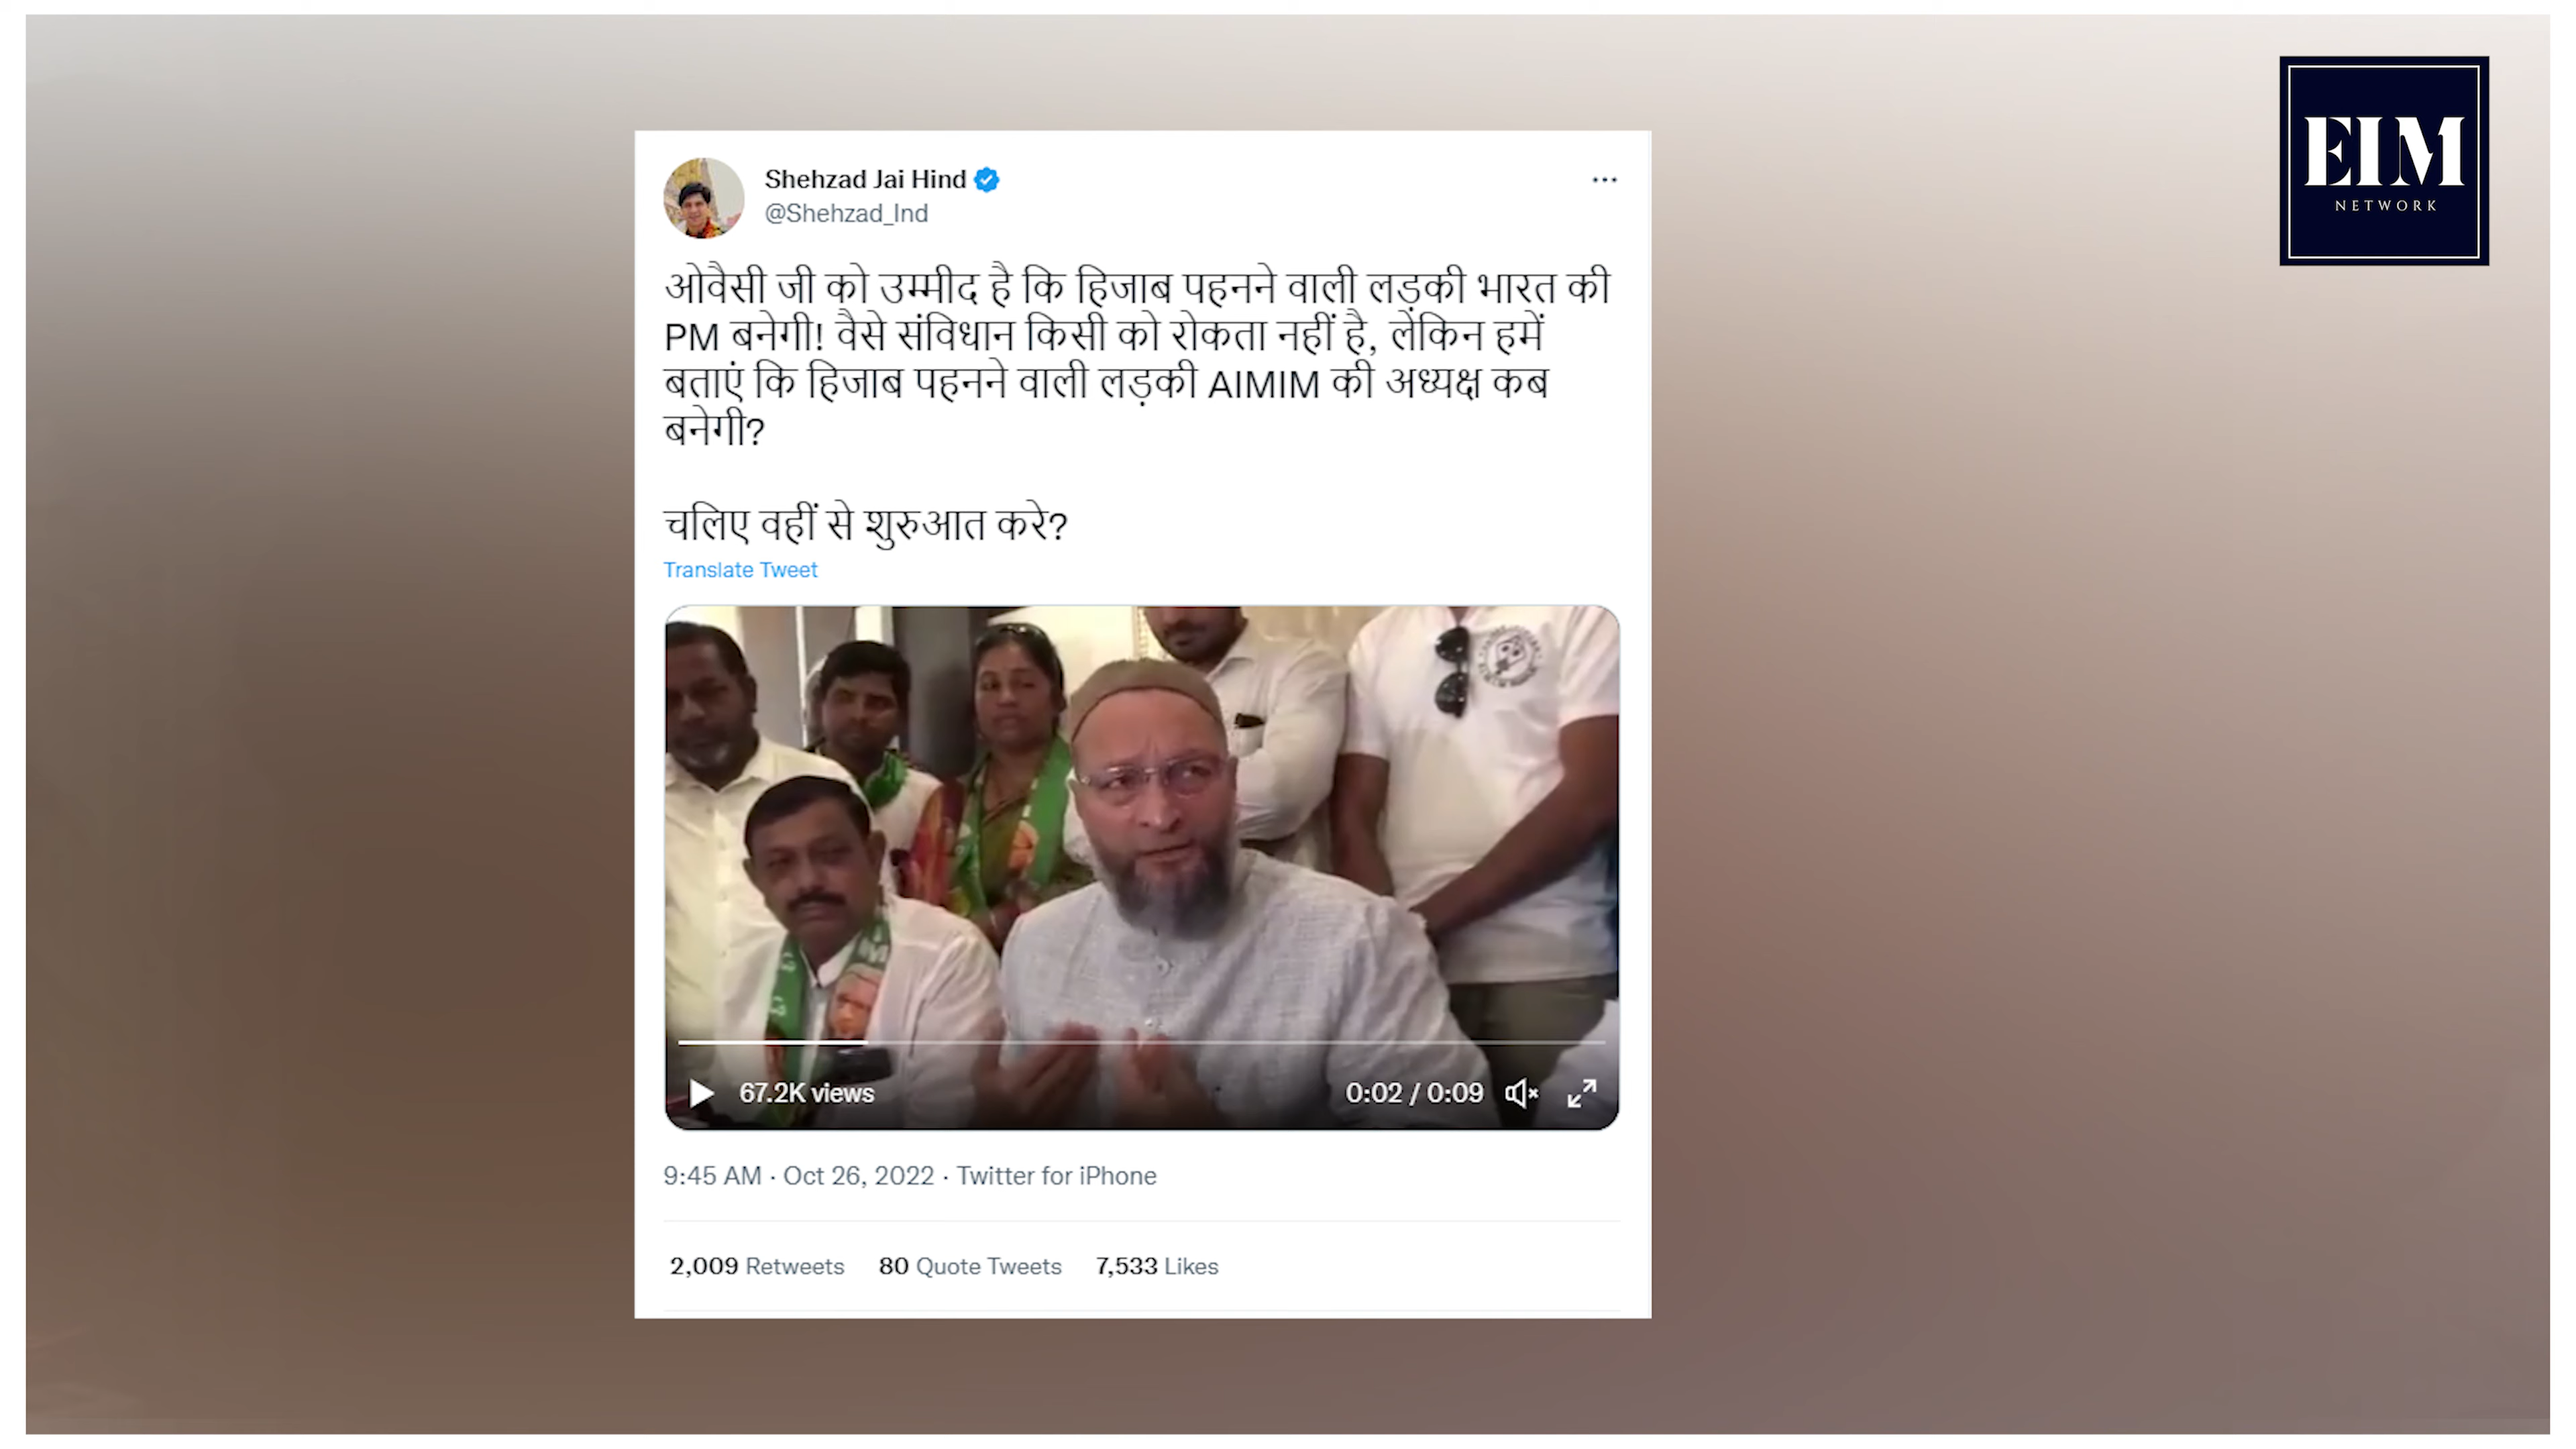 EIM
NETWORK
Shehzad Jai Hind
@Shehzad_Ind
ओवैसी जी को उम्मीद है कि हिजाब पहनने वाली लड़की भारत की
PM बनेगी! वैसे संविधान किसी को रोकता नहीं है, लेकिन हमें
बताएं कि हिजाब पहनने वाली लड़की AIMIM की अध्यक्ष कब
बनेगी?
चलिए वहीं से शुरुआत करे?
Translate Tweet
67.2K views
0:02 / 0:09
9:45 AM · Oct 26, 2022 · Twitter for iPhone
2,009 Retweets 80 Quote Tweets 7,533 Likes